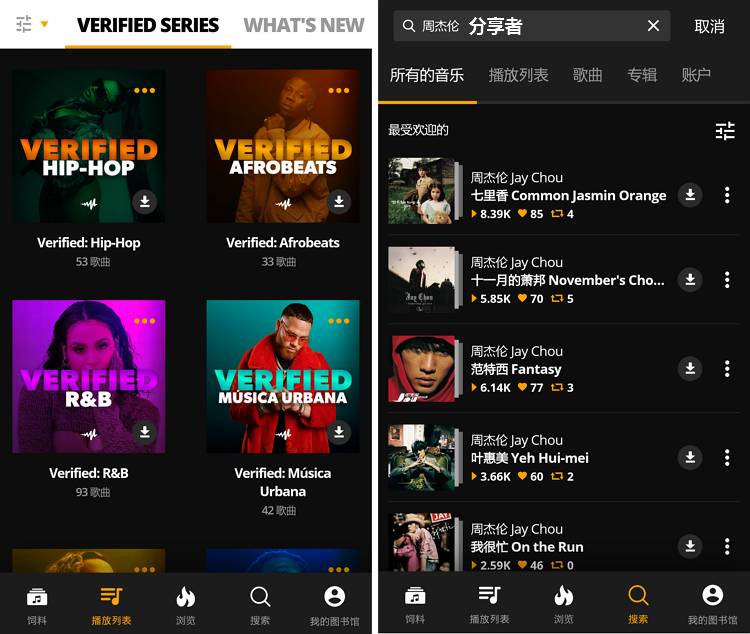 VERIFIED SERIES
WHAT'S NEW
VERIFIED
HIP-HOP
Verified: Hip-Hop
53 歌曲
VERIFIED
AFROBEATS
Verified: Afrobeats
33 歌曲
VERIFIED
R&B
Verified: R&B
93 歌曲
VERIFIED
MÚSICA URBANA
Verified: Música
Urbana
42 歌曲
饲料
播放列表
浏览
搜索
我的图书馆
周杰伦 分享者
取消
所有的音乐
播放列表
歌曲
专辑
账户
最受欢迎的
周杰伦 Jay Chou
七里香 Common Jasmin Orange
8.39K 85 4
Jay Chou
周杰伦 Jay Chou
十一月的萧邦 November's Cho...
5.85K 70 5
周杰伦 Jay Chou
范特西 Fantasy
6.14K 77 3
周杰伦 Jay Chou
叶惠美 Yeh Hui-mei
3.66K 60 2
JAY
周杰伦 Jay Chou
我很忙 On the Run
2.59K 46 0
饲料
播放列表
浏览
搜索
我的图书馆